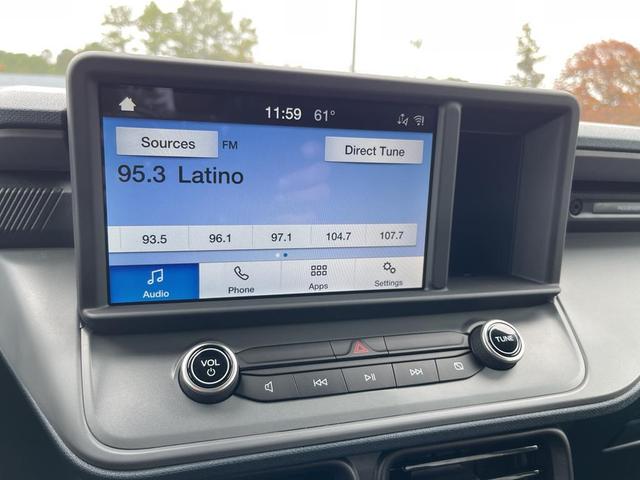 11:59 61°
Sources FM Direct Tune
95.3 Latino
93.5 96.1 97.1 104.7 107.7
Audio Phone Apps Settings
VOL TUNE